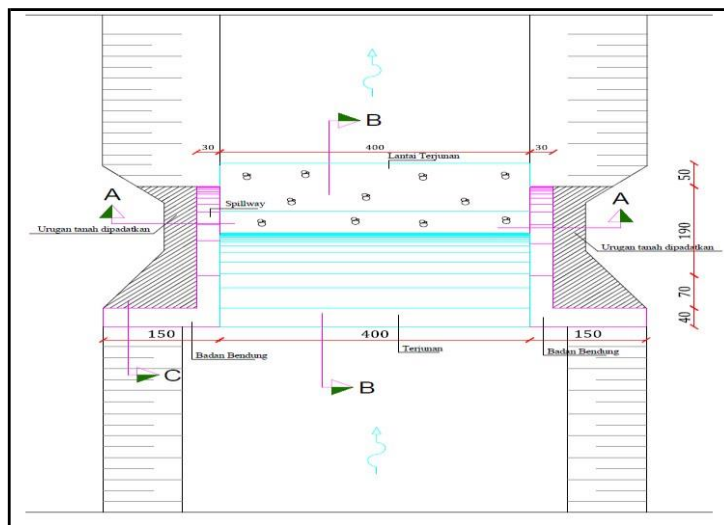 B
30
400
30
Lantai Terjunan
50
A
A
Spillway
Urugan tanah dipadatkan
Urugan tanah dipadatkan
190
70
40
150
400
150
Badan Bendung
Terjunan
Badan Bendung
C
B